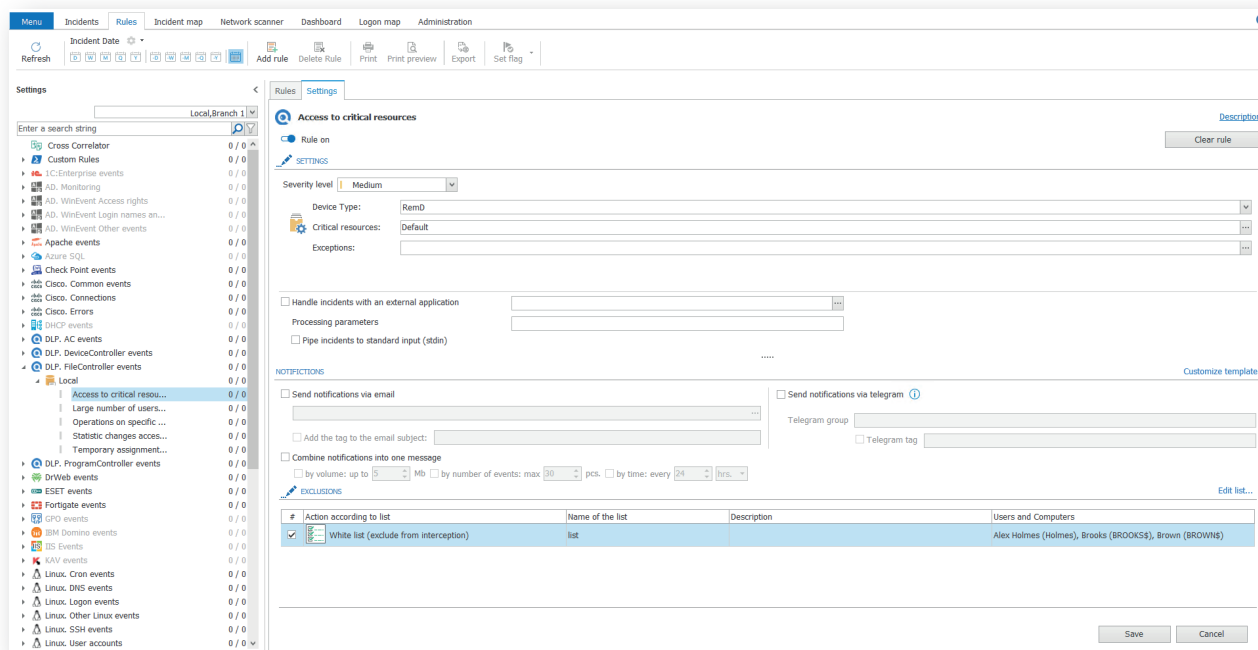 Menu Incidents Rules Incident map Network scanner Dashboard Logon map Administration
Incident Date
D W M Q Y -D -W -M -Q -Y
Refresh Add rule Delete Rule Print Print preview Export Set flag
Settings
Local,Branch 1
Enter a search string
Cross Correlator 0 / 0
Custom Rules 0 / 0
1C:Enterprise events 0 / 0
AD. Monitoring 0 / 0
AD. WinEvent Access rights 0 / 0
AD. WinEvent Login names an... 0 / 0
AD. WinEvent Other events 0 / 0
Apache events 0 / 0
Azure SQL 0 / 0
Check Point events 0 / 0
Cisco. Common events 0 / 0
Cisco. Connections 0 / 0
Cisco. Errors 0 / 0
DHCP events 0 / 0
DLP. AC events 0 / 0
DLP. DeviceController events 0 / 0
DLP. FileController events 0 / 0
Local 0 / 0
Access to critical resou... 0 / 0
Large number of users... 0 / 0
Operations on specific ... 0 / 0
Statistic changes acces... 0 / 0
Temporary assignment... 0 / 0
DLP. ProgramController events 0 / 0
DrWeb events 0 / 0
ESET events 0 / 0
Fortigate events 0 / 0
GPO events 0 / 0
IBM Domino events 0 / 0
IIS Events 0 / 0
KAV events 0 / 0
Linux. Cron events 0 / 0
Linux. DNS events 0 / 0
Linux. Logon events 0 / 0
Linux. Other Linux events 0 / 0
Linux. SSH events 0 / 0
Linux. User accounts 0 / 0
Rules Settings
Access to critical resources Description
Rule on Clear rule
SETTINGS
Severity level Medium
Device Type: RemD
Critical resources: Default ...
Exceptions: ...
Handle incidents with an external application ...
Processing parameters
Pipe incidents to standard input (stdin)
.....
NOTIFICTIONS Customize template
Send notifications via email Send notifications via telegram
...
Telegram group
Add the tag to the email subject: Telegram tag
Combine notifications into one message
by volume: up to 5 Mb by number of events: max 30 pcs. by time: every 24 hrs.
EXCLUSIONS Edit list...
# Action according to list Name of the list Description Users and Computers
White list (exclude from interception) list Alex Holmes (Holmes), Brooks (BROOKS$), Brown (BROWN$)
Save Cancel